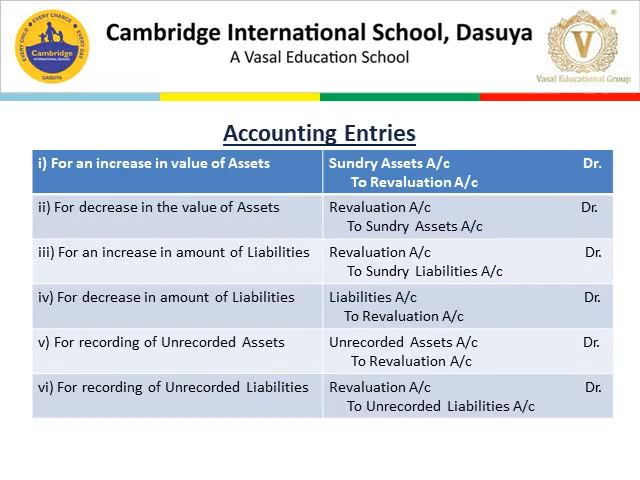 EVERY CHILD • EVERY CHANCE • EVERY DAY
Cambridge
INTERNATIONAL SCHOOL
DASUYA
Cambridge International School, Dasuya
A Vasal Education School
V
Vasal Educational Group
Accounting Entries
i) For an increase in value of Assets
Sundry Assets A/c Dr.
To Revaluation A/c
ii) For decrease in the value of Assets
Revaluation A/c Dr.
To Sundry Assets A/c
iii) For an increase in amount of Liabilities
Revaluation A/c Dr.
To Sundry Liabilities A/c
iv) For decrease in amount of Liabilities
Liabilities A/c Dr.
To Revaluation A/c
v) For recording of Unrecorded Assets
Unrecorded Assets A/c Dr.
To Revaluation A/c
vi) For recording of Unrecorded Liabilities
Revaluation A/c Dr.
To Unrecorded Liabilities A/c